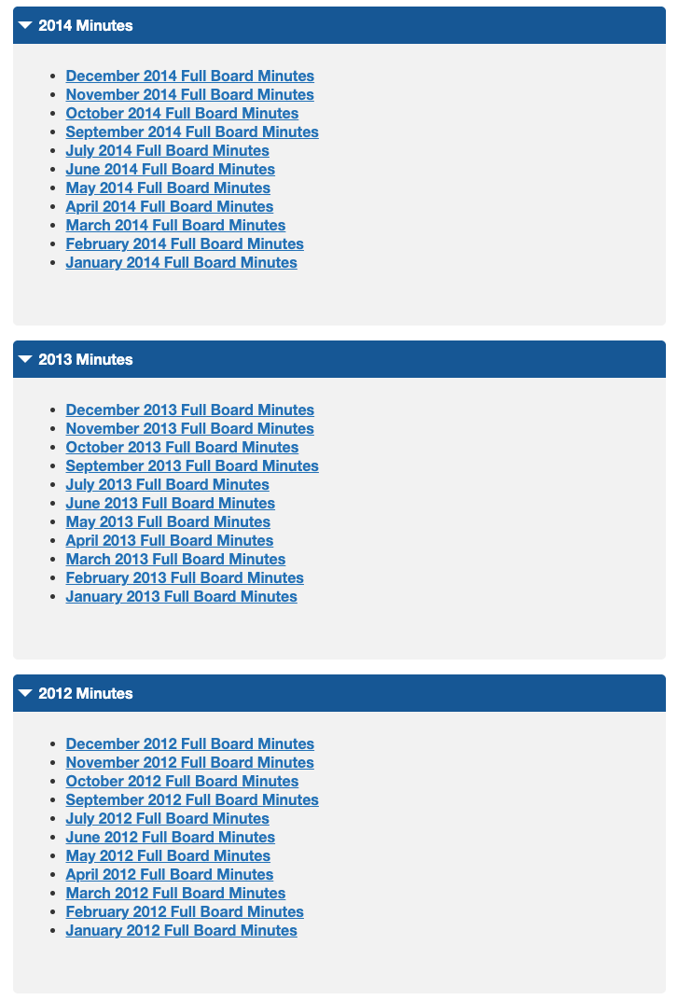 2014 Minutes
December 2014 Full Board Minutes
November 2014 Full Board Minutes
October 2014 Full Board Minutes
September 2014 Full Board Minutes
July 2014 Full Board Minutes
June 2014 Full Board Minutes
May 2014 Full Board Minutes
April 2014 Full Board Minutes
March 2014 Full Board Minutes
February 2014 Full Board Minutes
January 2014 Full Board Minutes
2013 Minutes
December 2013 Full Board Minutes
November 2013 Full Board Minutes
October 2013 Full Board Minutes
September 2013 Full Board Minutes
July 2013 Full Board Minutes
June 2013 Full Board Minutes
May 2013 Full Board Minutes
April 2013 Full Board Minutes
March 2013 Full Board Minutes
February 2013 Full Board Minutes
January 2013 Full Board Minutes
2012 Minutes
December 2012 Full Board Minutes
November 2012 Full Board Minutes
October 2012 Full Board Minutes
September 2012 Full Board Minutes
July 2012 Full Board Minutes
June 2012 Full Board Minutes
May 2012 Full Board Minutes
April 2012 Full Board Minutes
March 2012 Full Board Minutes
February 2012 Full Board Minutes
January 2012 Full Board Minutes